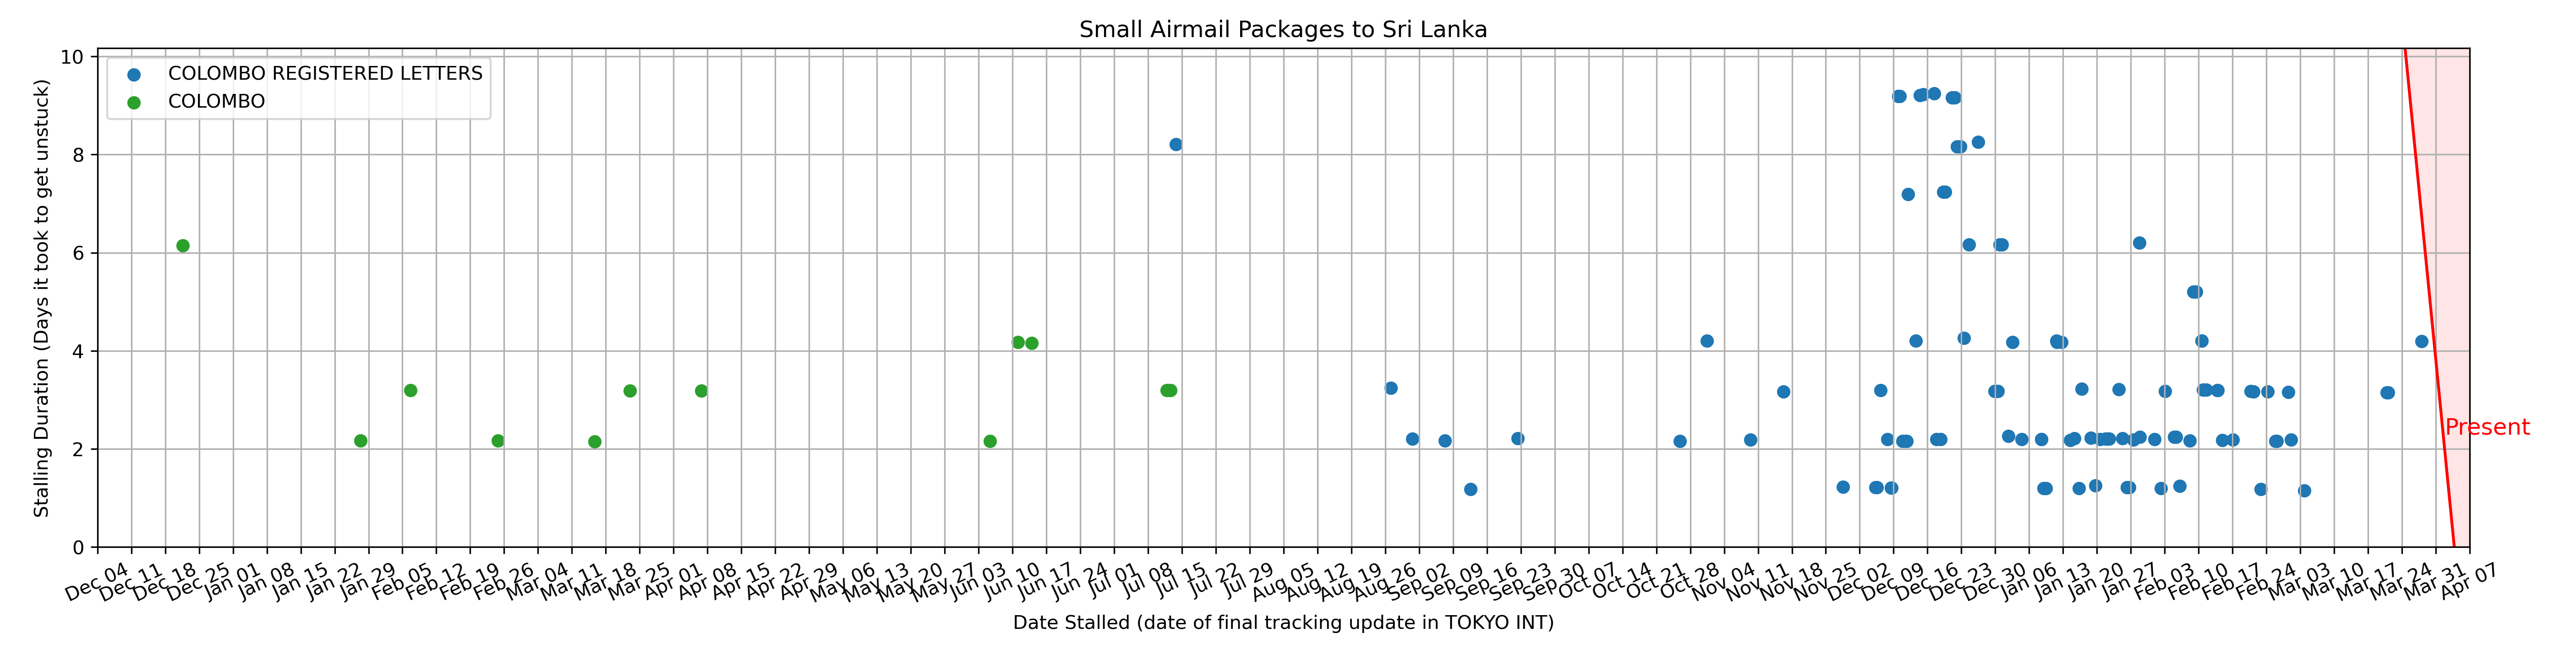 Small Airmail Packages to Sri Lanka
10
8
6
4
2
0
Stalling Duration (Days it took to get unstuck)
COLOMBO REGISTERED LETTERS
COLOMBO
Present
Dec 04
Dec 11
Dec 18
Dec 25
Jan 01
Jan 08
Jan 15
Jan 22
Jan 29
Feb 05
Feb 12
Feb 19
Feb 26
Mar 04
Mar 11
Mar 18
Mar 25
Apr 01
Apr 08
Apr 15
Apr 22
Apr 29
May 06
May 13
May 20
May 27
Jun 03
Jun 10
Jun 17
Jun 24
Jul 01
Jul 08
Jul 15
Jul 22
Jul 29
Aug 05
Aug 12
Aug 19
Aug 26
Sep 02
Sep 09
Sep 16
Sep 23
Sep 30
Oct 07
Oct 14
Oct 21
Oct 28
Nov 04
Nov 11
Nov 18
Nov 25
Dec 02
Dec 09
Dec 16
Dec 23
Dec 30
Jan 06
Jan 13
Jan 20
Jan 27
Feb 03
Feb 10
Feb 17
Feb 24
Mar 03
Mar 10
Mar 17
Mar 24
Mar 31
Apr 07
Date Stalled (date of final tracking update in TOKYO INT)